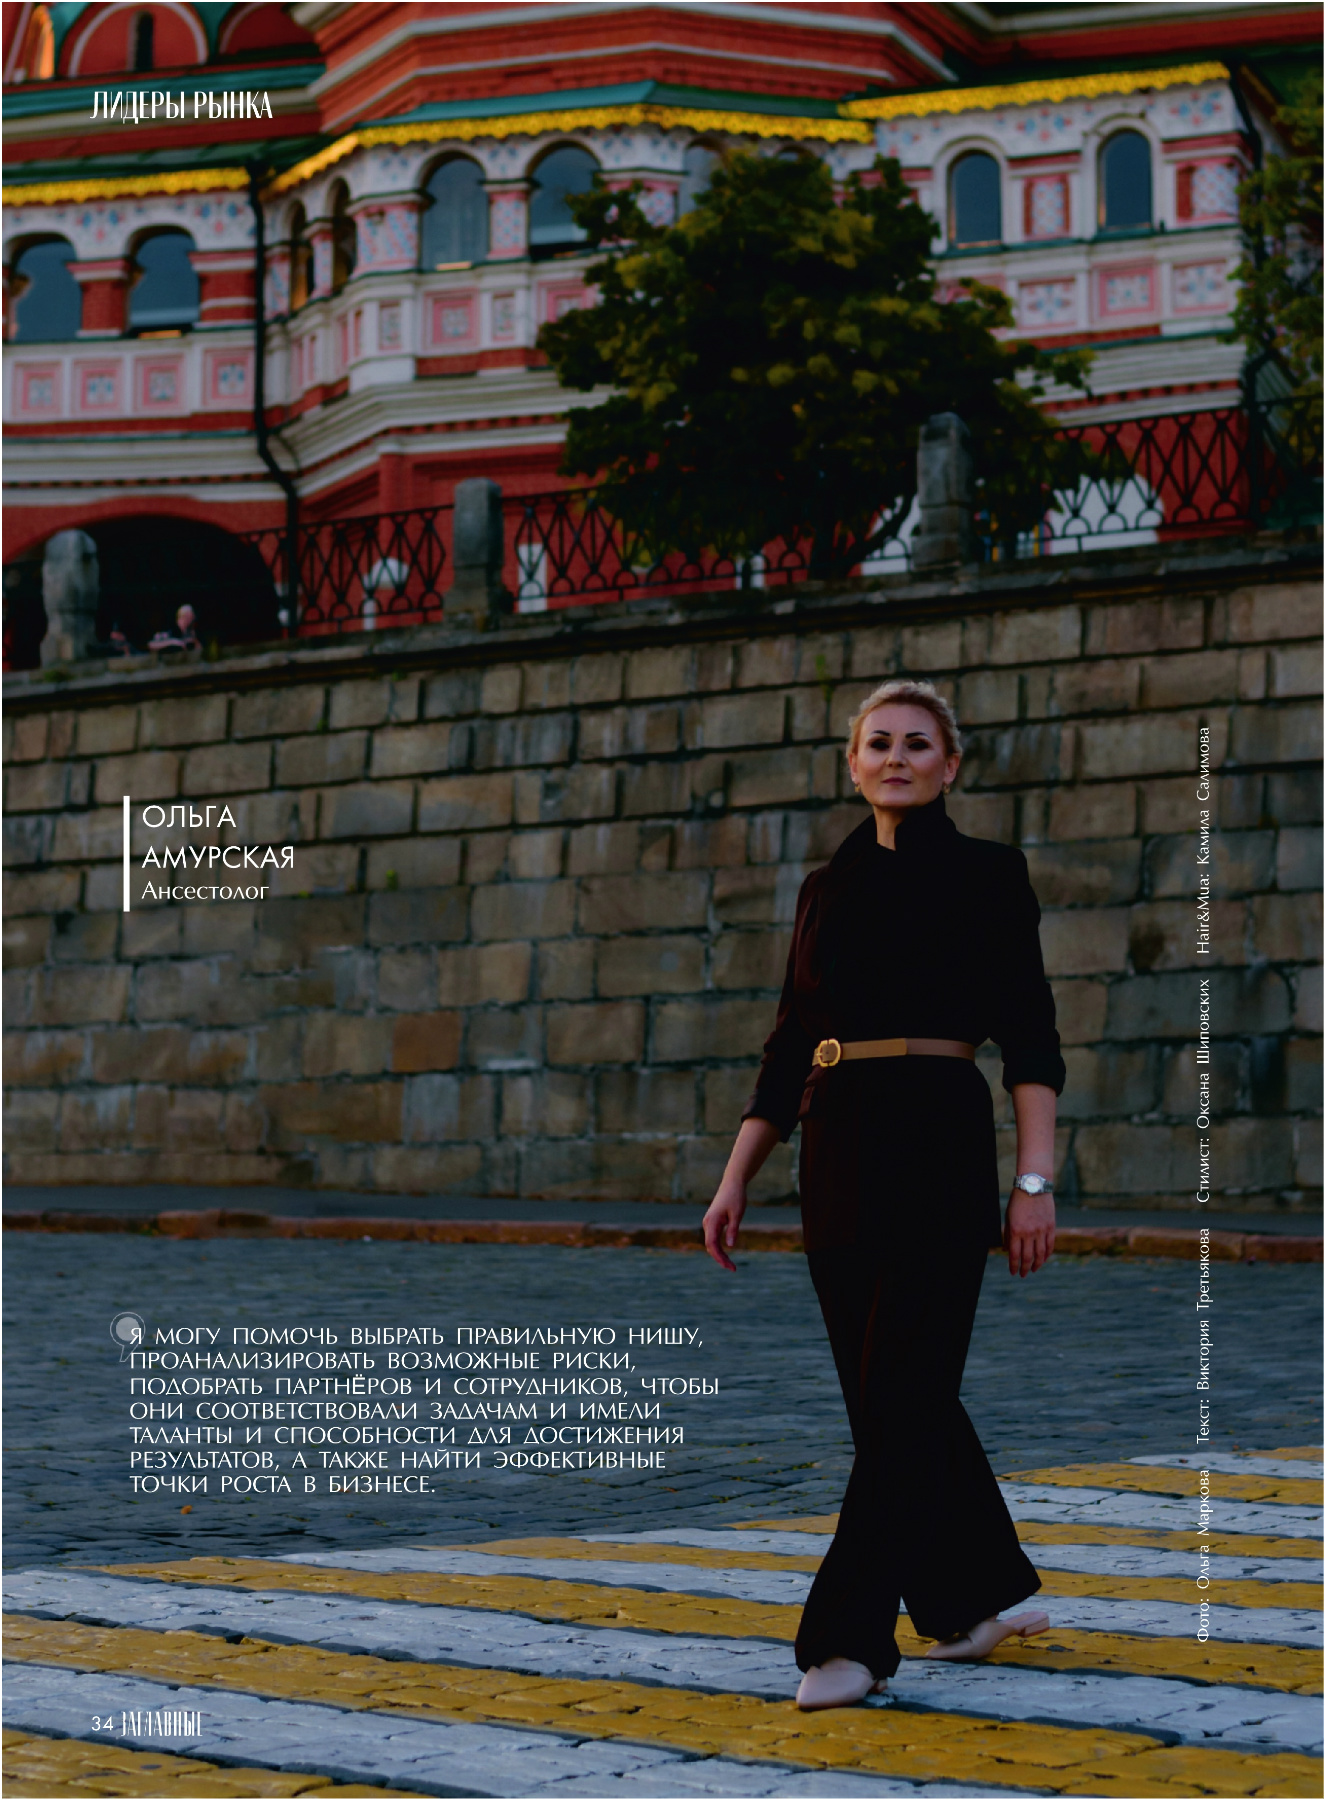 ЛИДЕРЫ РЫНКА
ОЛЬГА
АМУРСКАЯ
Ансестолог
Я МОГУ ПОМОЧЬ ВЫБРАТЬ ПРАВИЛЬНУЮ НИШУ,
ПРОАНАЛИЗИРОВАТЬ ВОЗМОЖНЫЕ РИСКИ,
ПОДОБРАТЬ ПАРТНЁРОВ И СОТРУДНИКОВ, ЧТОБЫ
ОНИ СООТВЕТСТВОВАЛИ ЗАДАЧАМ И ИМЕЛИ
ТАЛАНТЫ И СПОСОБНОСТИ ДЛЯ ДОСТИЖЕНИЯ
РЕЗУЛЬТАТОВ, А ТАКЖЕ НАЙТИ ЭФФЕКТИВНЫЕ
ТОЧКИ РОСТА В БИЗНЕСЕ.
Фото: Ольга Маркова Текст: Виктория Третьякова Стилист: Оксана Шиповских Hair&Mua: Камила Салимова
34 ЗАГЛАВНЫЕ